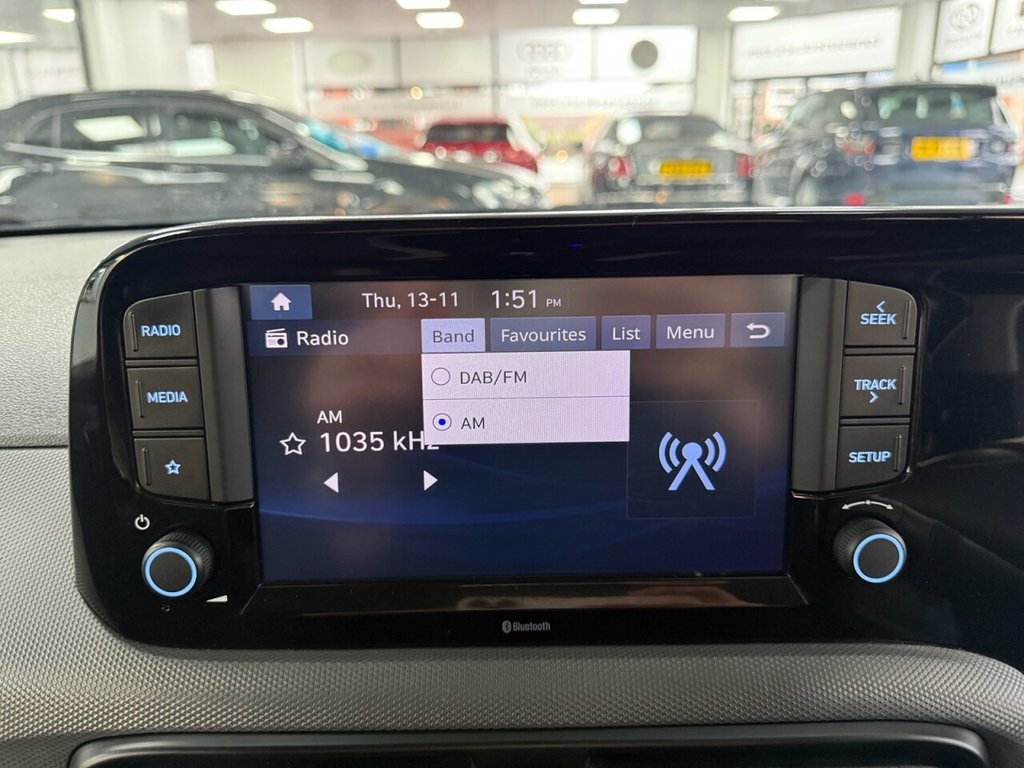 Thu, 13-11 1:51 PM
Radio Band Favourites List Menu
DAB/FM
AM
AM
1035 kHz
RADIO
MEDIA
SEEK
TRACK
SETUP
Bluetooth